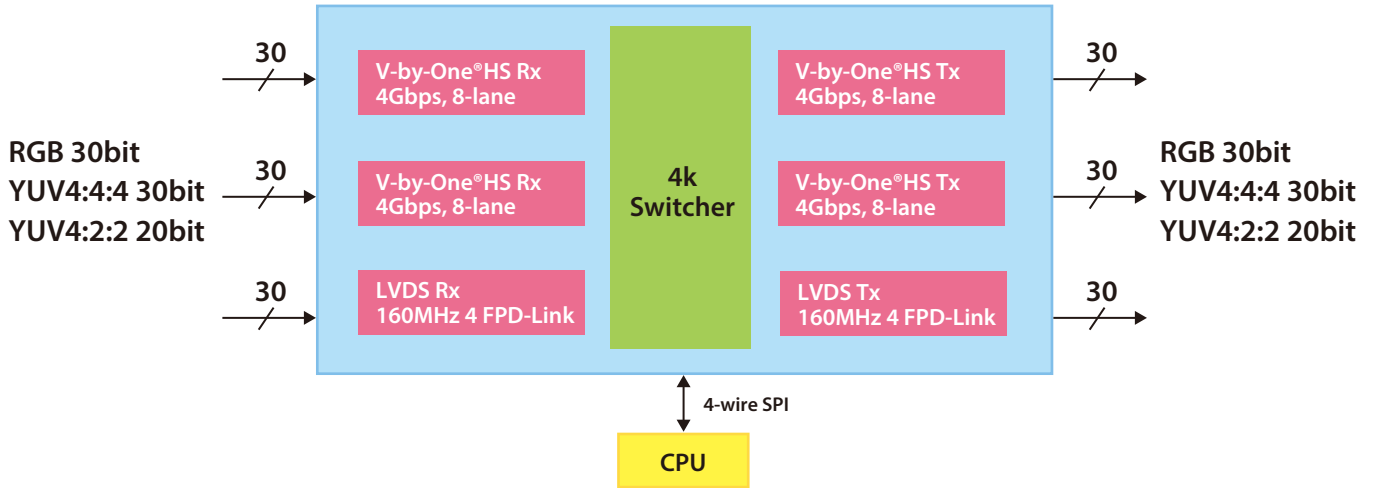 30
30
V-by-One®HS Rx
4Gbps, 8-lane
V-by-One®HS Tx
4Gbps, 8-lane
RGB 30bit
YUV4:4:4 30bit
YUV4:2:2 20bit
30
V-by-One®HS Rx
4Gbps, 8-lane
4k
Switcher
V-by-One®HS Tx
4Gbps, 8-lane
30
RGB 30bit
YUV4:4:4 30bit
YUV4:2:2 20bit
30
LVDS Rx
160MHz 4 FPD-Link
LVDS Tx
160MHz 4 FPD-Link
30
4-wire SPI
CPU